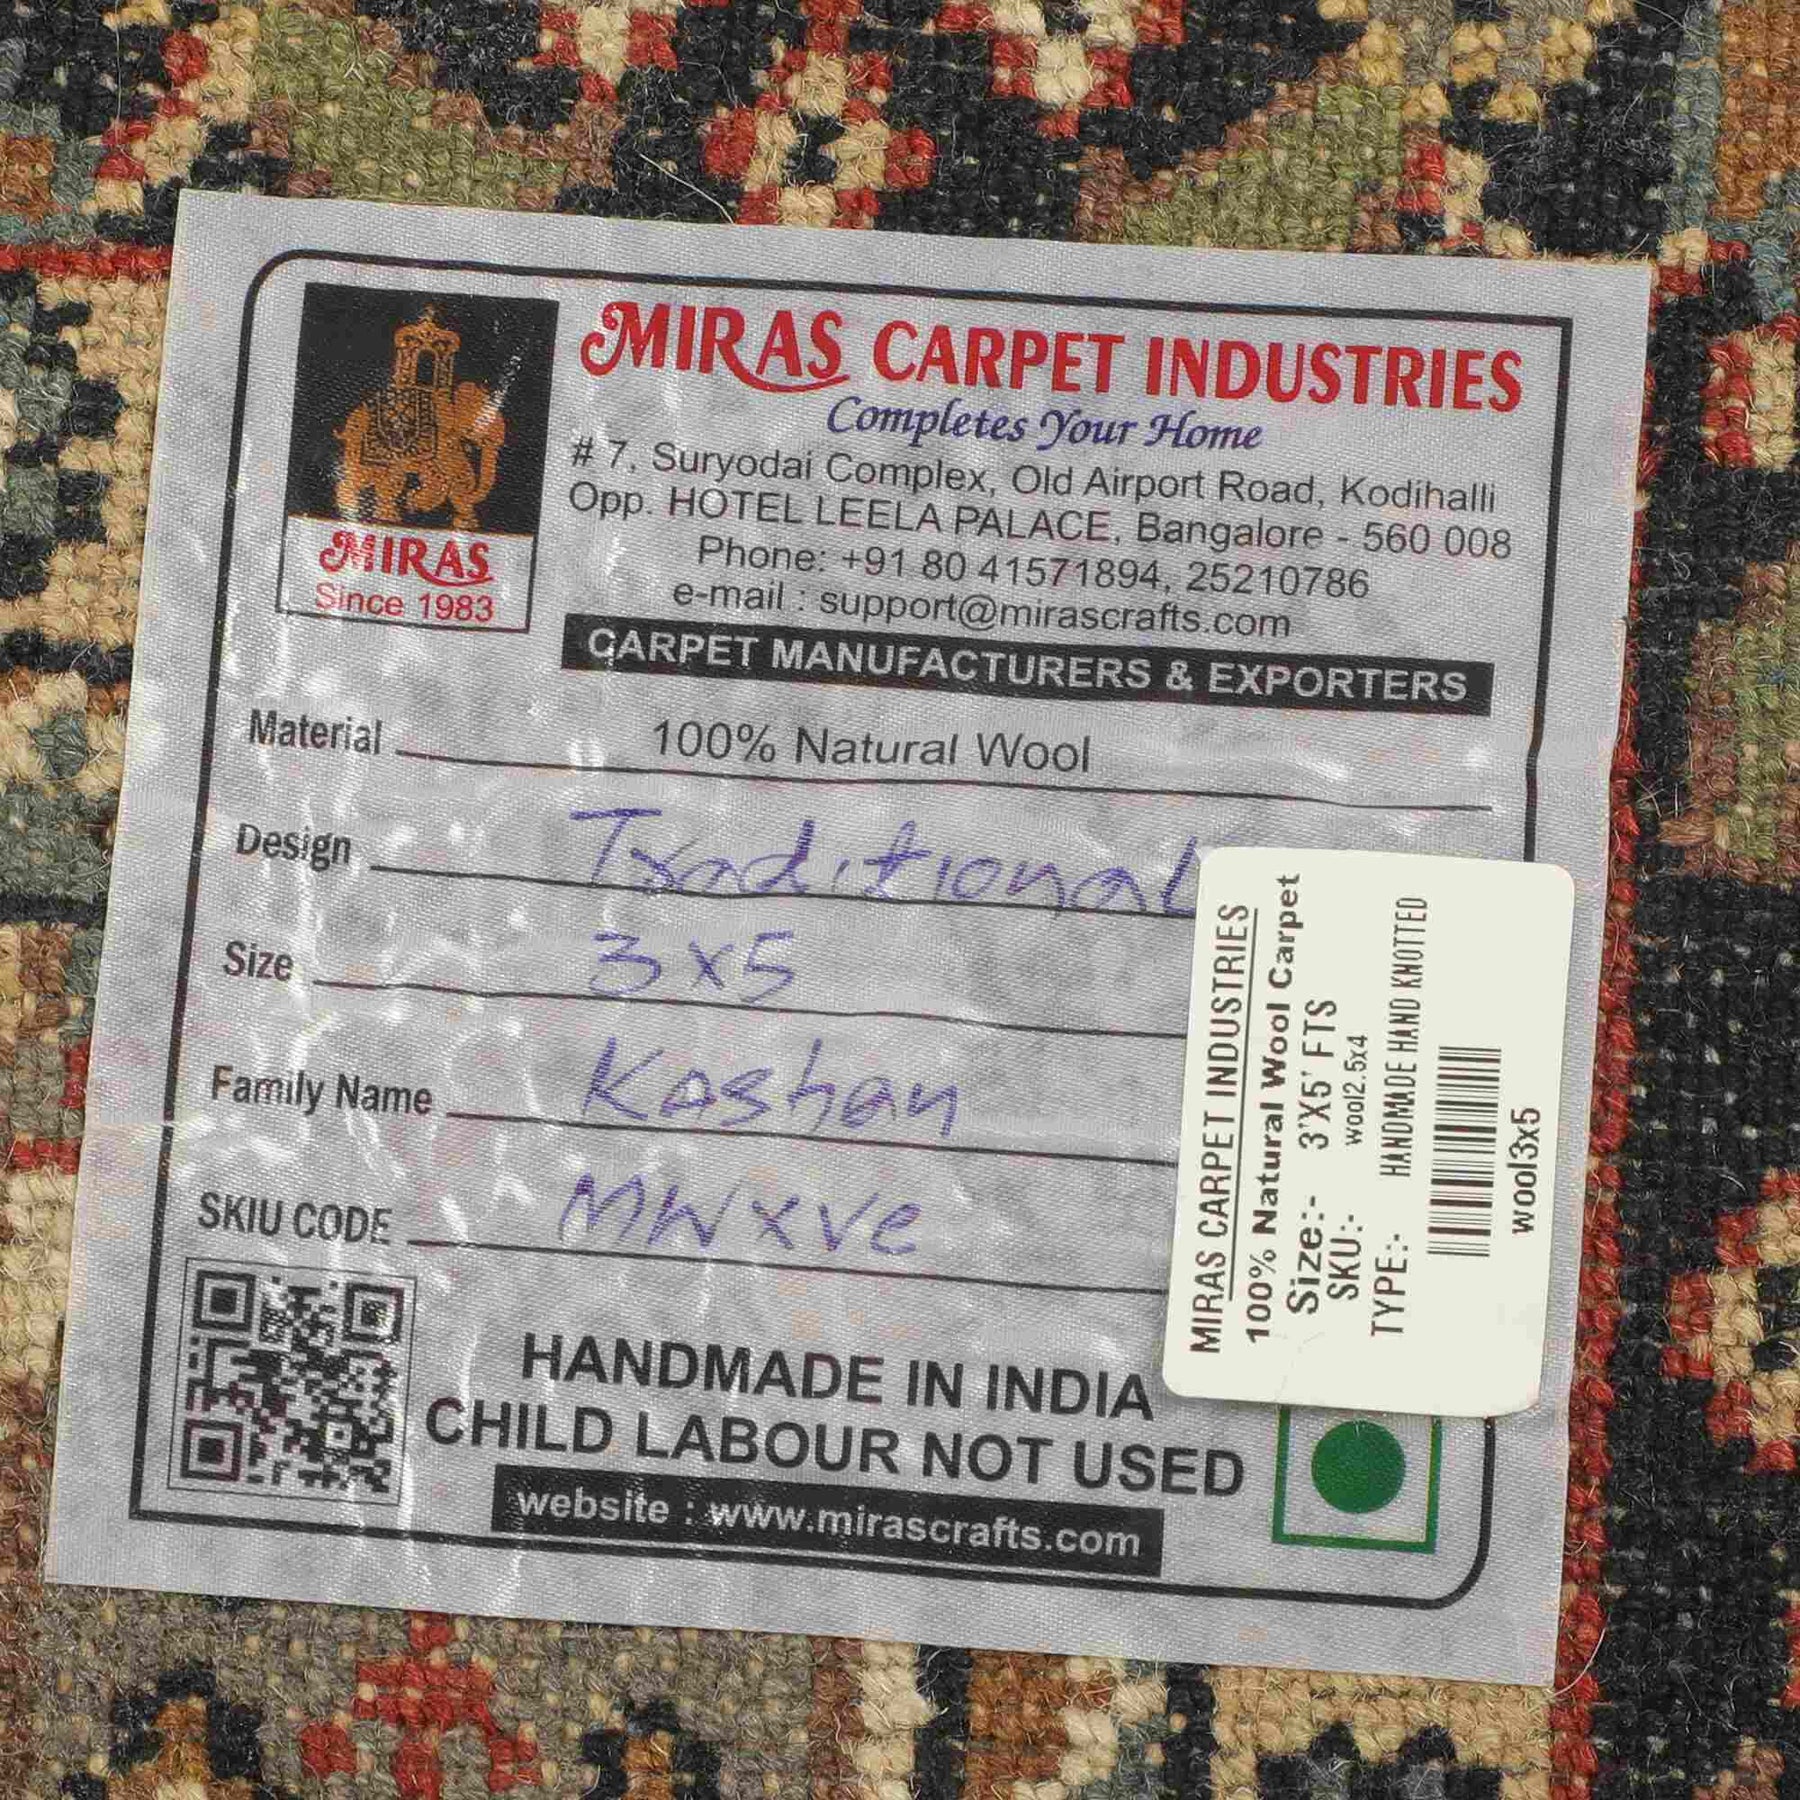 MIRAS
Since 1983
MIRAS CARPET INDUSTRIES
Completes Your Home
# 7, Suryodai Complex, Old Airport Road, Kodihalli
Opp. HOTEL LEELA PALACE, Bangalore - 560 008
Phone: +91 80 41571894, 25210786
e-mail : support@mirascrafts.com
CARPET MANUFACTURERS & EXPORTERS
Material 100% Natural Wool
Design Traditional
Size 3x5
Family Name Kashan
SKIU CODE MWXVe
HANDMADE IN INDIA
CHILD LABOUR NOT USED
website : www.mirascrafts.com
MIRAS CARPET INDUSTRIES
100% Natural Wool Carpet
Size:- 3'X5' FTS
SKU:- wool2.5x4
TYPE:- HANDMADE HAND KNOTTED
wool3x5